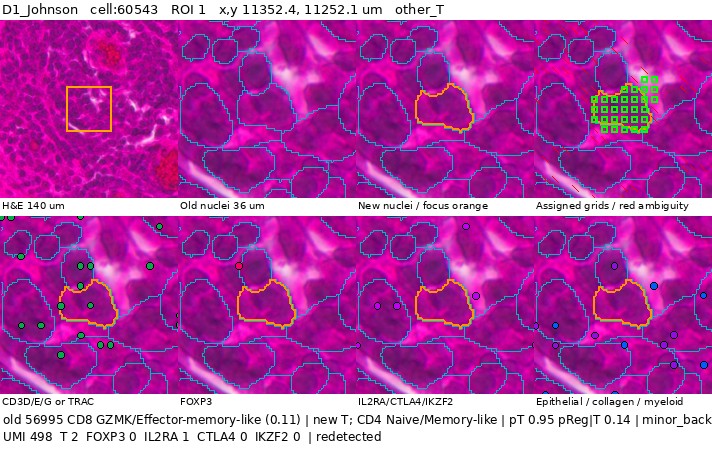 D1_Johnson cell:60543 ROI 1 x,y 11352.4, 11252.1 um other_T
H&E 140 um
Old nuclei 36 um
New nuclei / focus orange
Assigned grids / red ambiguity
CD3D/E/G or TRAC
FOXP3
IL2RA/CTLA4/IKZF2
Epithelial / collagen / myeloid
old 56995 CD8 GZMK/Effector-memory-like (0.11) | new T; CD4 Naive/Memory-like | pT 0.95 pReg|T 0.14 | minor_back
UMI 498 T 2 FOXP3 0 IL2RA 1 CTLA4 0 IKZF2 0 | redetected